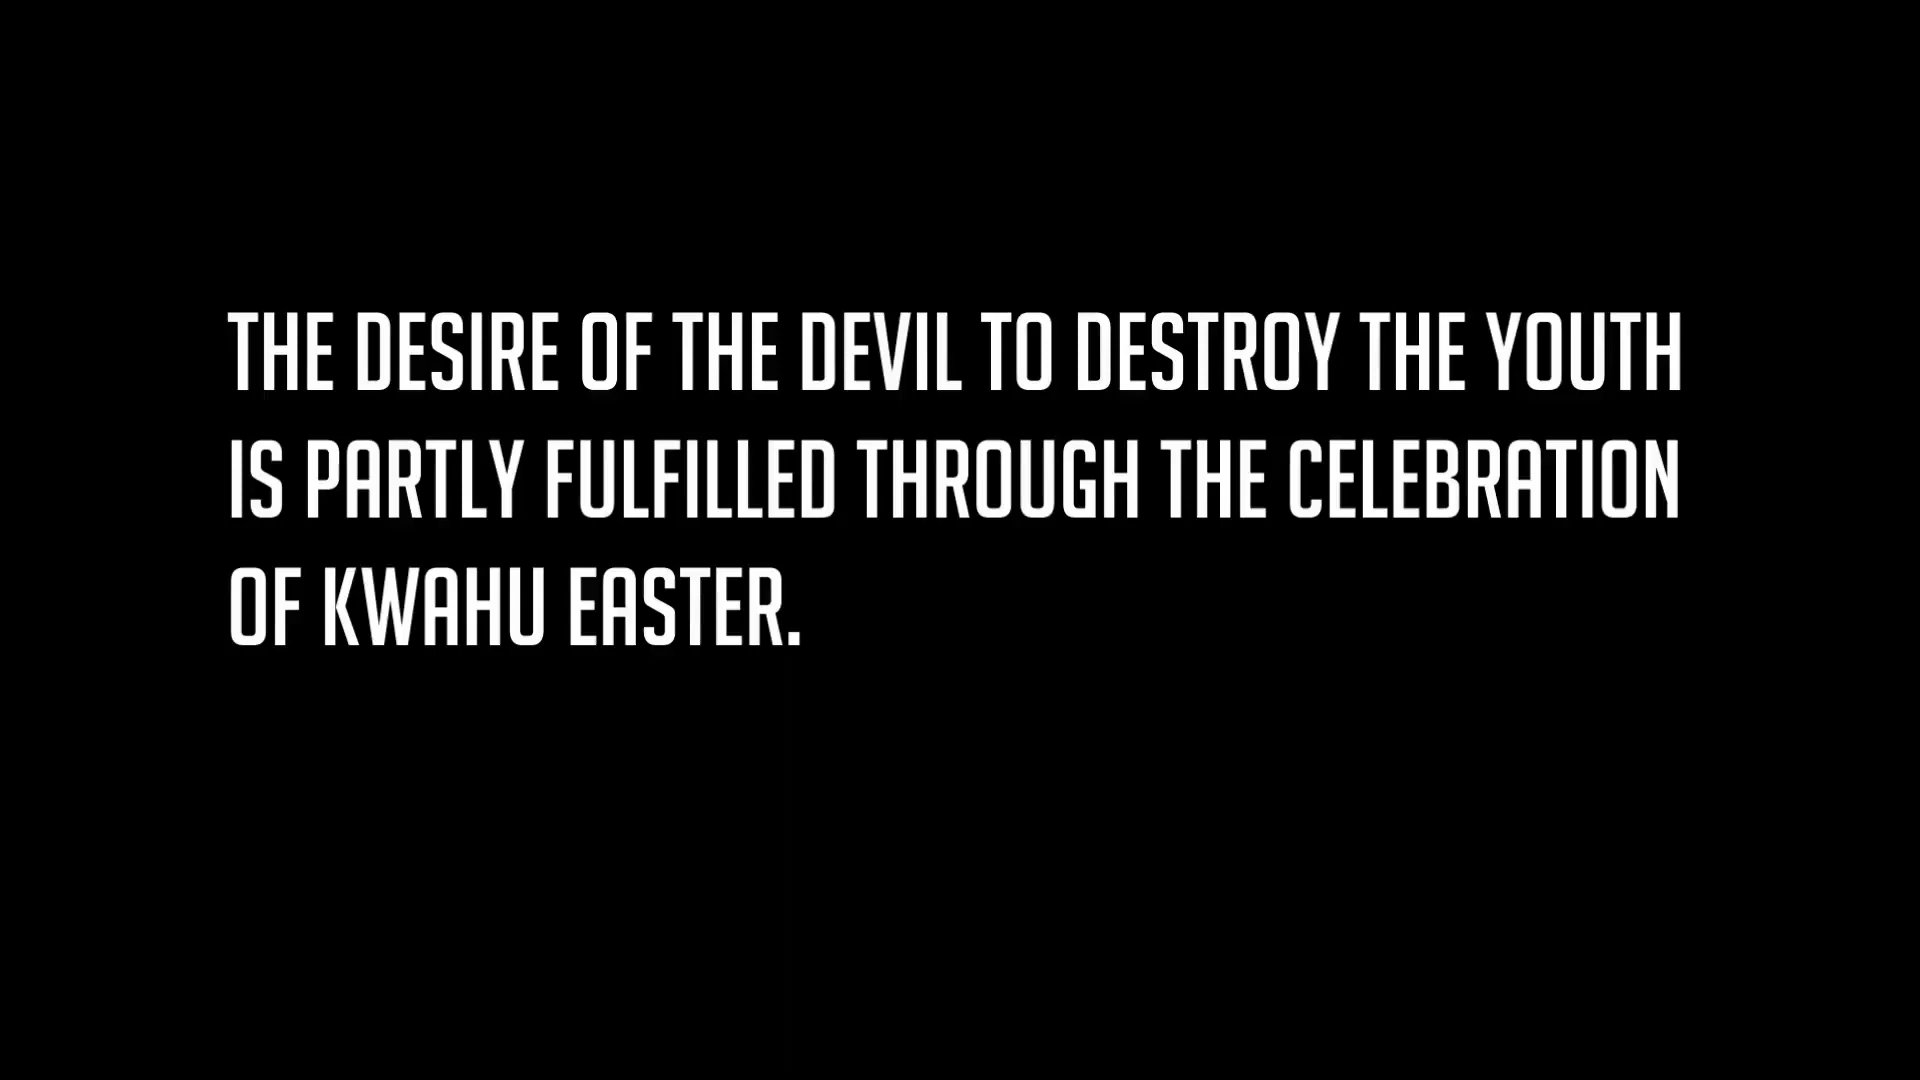 THE DESIRE OF THE DEVIL TO DESTROY THE YOUTH
IS PARTLY FULFILLED THROUGH THE CELEBRATION
OF KWAHU EASTER.